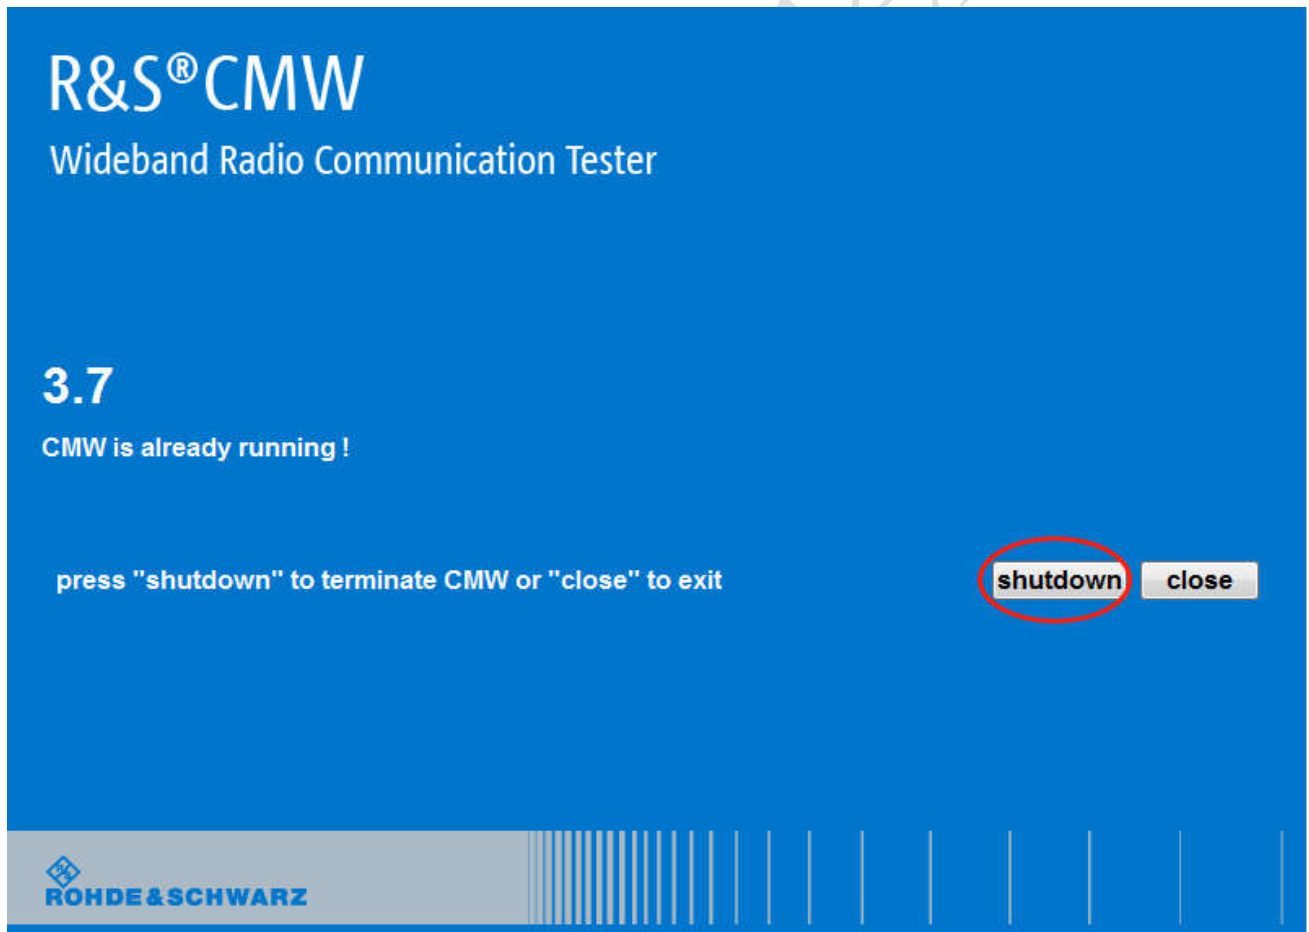 R&S®CMW
Wideband Radio Communication Tester
3.7
CMW is already running !
press "shutdown" to terminate CMW or "close" to exit
shutdown close
ROHDE&SCHWARZ